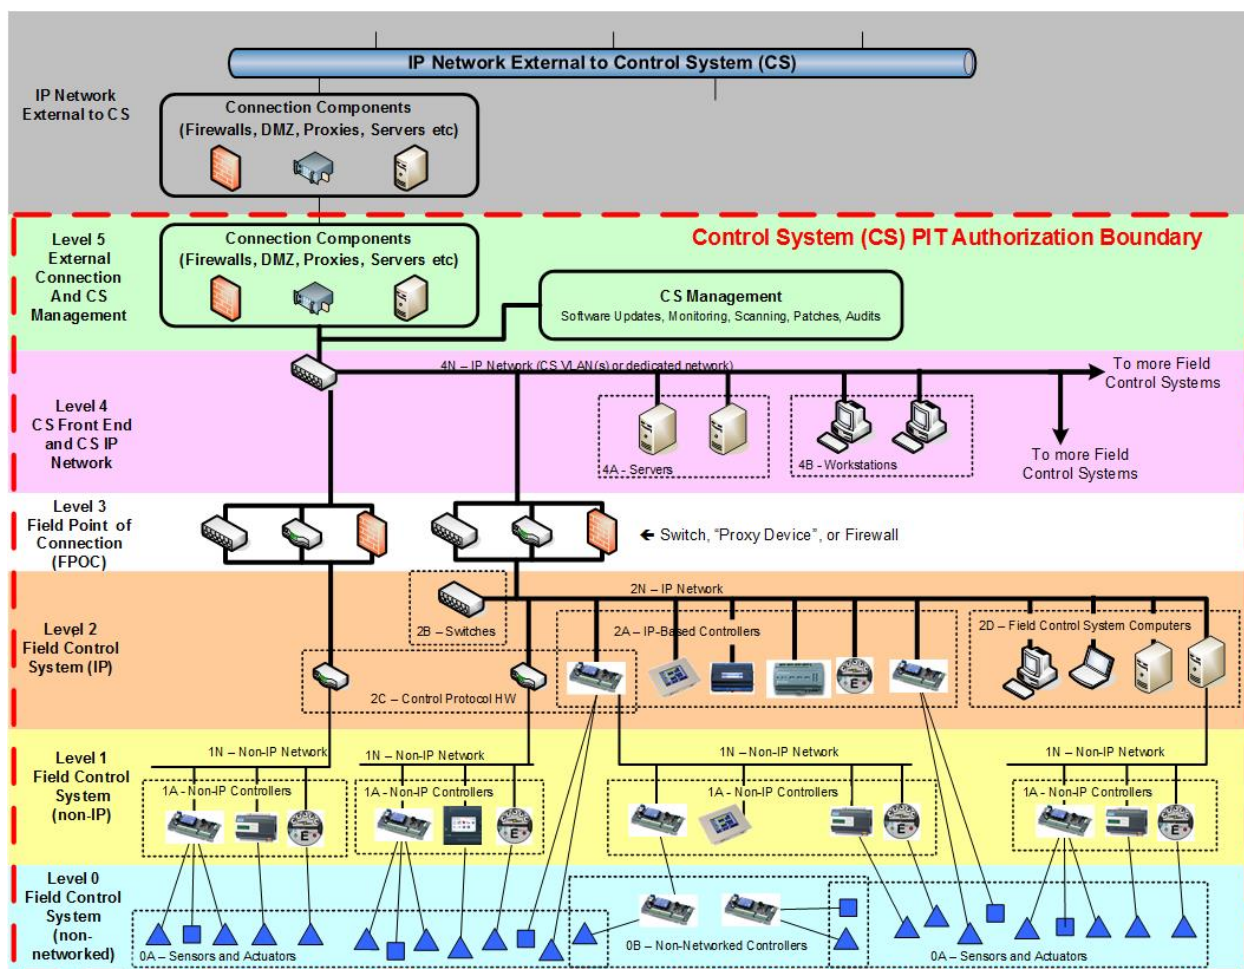 IP Network External to Control System (CS)
IP Network
External to CS
Connection Components
(Firewalls, DMZ, Proxies, Servers etc)
Level 5
External
Connection
And CS
Management
Connection Components
(Firewalls, DMZ, Proxies, Servers etc)
Control System (CS) PIT Authorization Boundary
CS Management
Software Updates, Monitoring, Scanning, Patches, Audits
Level 4
CS Front End
and CS IP
Network
4N – IP Network (CS VLAN(s) or dedicated network)
To more Field
Control Systems
4A - Servers
4B - Workstations
To more Field
Control Systems
Level 3
Field Point of
Connection
(FPOC)
Switch, “Proxy Device”, or Firewall
Level 2
Field Control
System (IP)
2N – IP Network
2B – Switches
2A – IP-Based Controllers
2D – Field Control System Computers
2C – Control Protocol HW
E
Level 1
Field Control
System
(non-IP)
1N – Non-IP Network
1N – Non-IP Network
1N – Non-IP Network
1N – Non-IP Network
1A - Non-IP Controllers
1A - Non-IP Controllers
1A - Non-IP Controllers
1A - Non-IP Controllers
E
E
E
E
Level 0
Field Control
System
(non-
networked)
0A – Sensors and Actuators
0B – Non-Networked Controllers
0A – Sensors and Actuators